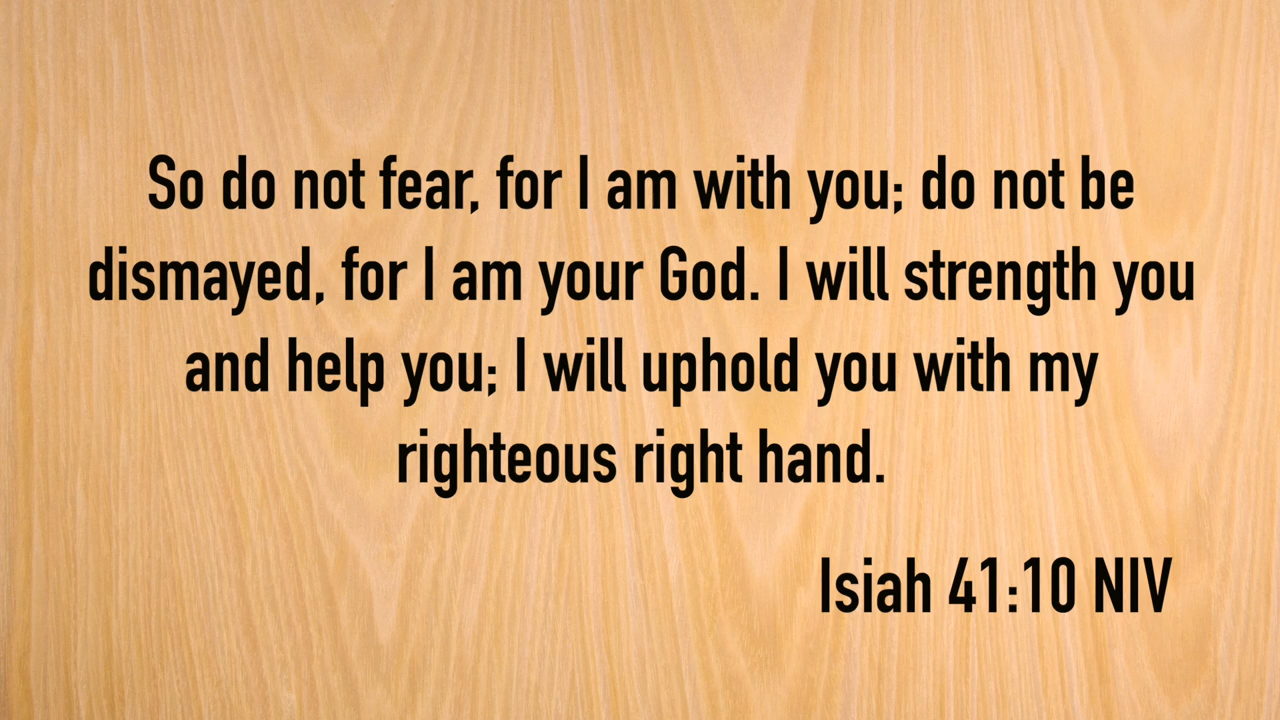 So do not fear, for I am with you; do not be
dismayed, for I am your God. I will strength you
and help you; I will uphold you with my
righteous right hand.
Isiah 41:10 NIV